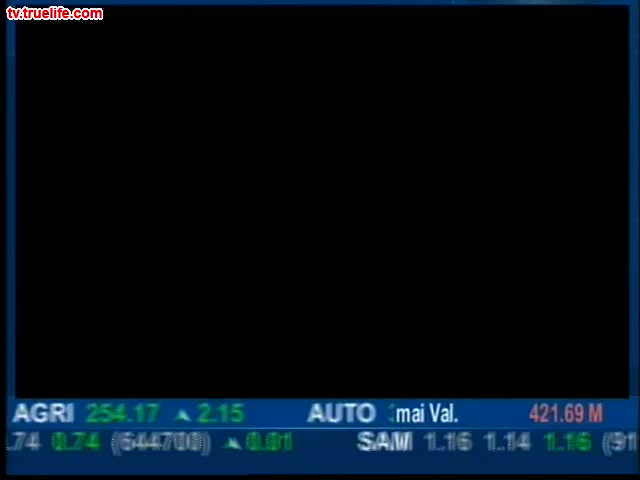 tv.truelife.com
AGRI 254.17 ▲ 2.15 AUTO mai Val. 421.69 M
.74 0.74 (644700) ▲ 0.01 SAM 1.16 1.14 1.16 (91